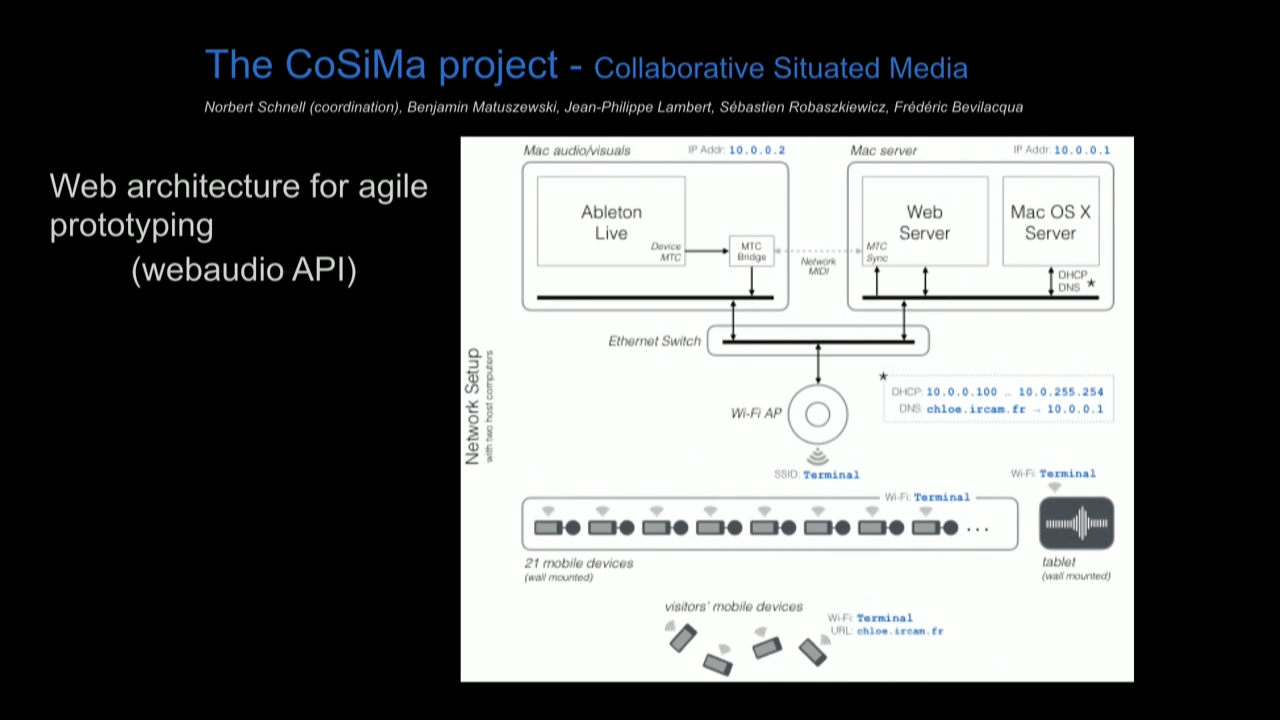 The CoSiMa project - Collaborative Situated Media
Norbert Schnell (coordination), Benjamin Matuszewski, Jean-Philippe Lambert, Sébastien Robaszkiewicz, Frédéric Bevilacqua
Web architecture for agile
prototyping
(webaudio API)
Mac audio/visuals
IP Addr: 10.0.0.2
Mac server
IP Addr: 10.0.0.1
Ableton
Live
Device
MTC
MTC
Bridge
Network
MIDI
Web
Server
MTC
Sync
Mac OS X
Server
DHCP
DNS *
Ethernet Switch
Network Setup
with two host computers
Wi-Fi AP
*
DHCP: 10.0.0.100 .. 10.0.255.254
DNS: chloe.ircam.fr → 10.0.0.1
SSID: Terminal
Wi-Fi: Terminal
Wi-Fi: Terminal
...
21 mobile devices
(wall mounted)
tablet
(wall mounted)
visitors' mobile devices
Wi-Fi: Terminal
URL: chloe.ircam.fr